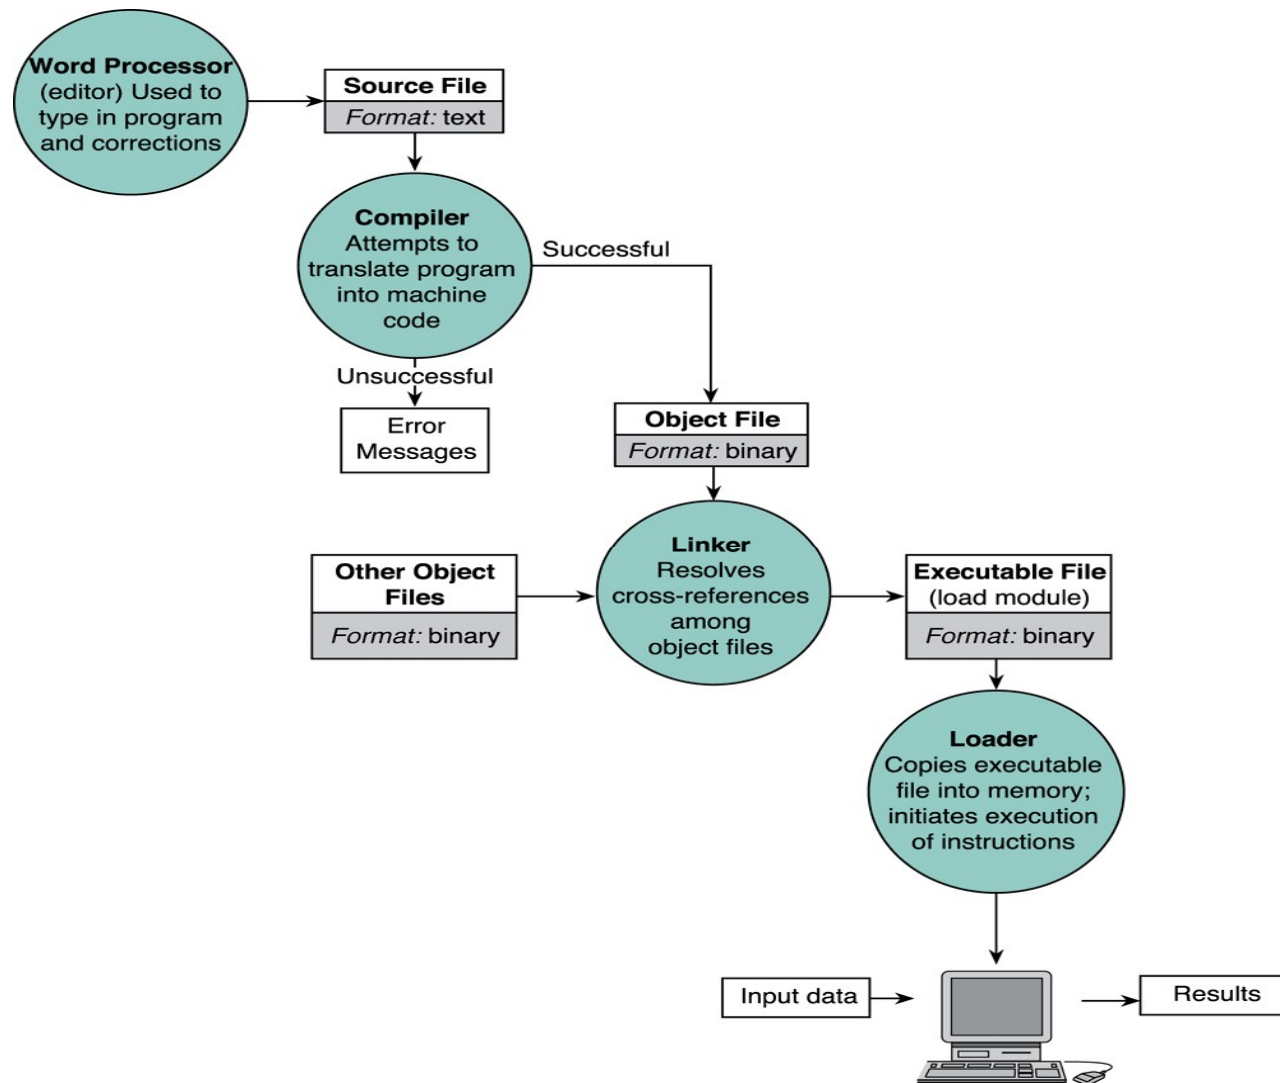 Word Processor
(editor) Used to
type in program
and corrections
Source File
Format: text
Compiler
Attempts to
translate program
into machine
code
Successful
Unsuccessful
Error
Messages
Object File
Format: binary
Linker
Resolves
cross-references
among
object files
Other Object
Files
Format: binary
Executable File
(load module)
Format: binary
Loader
Copies executable
file into memory;
initiates execution
of instructions
Input data
Results